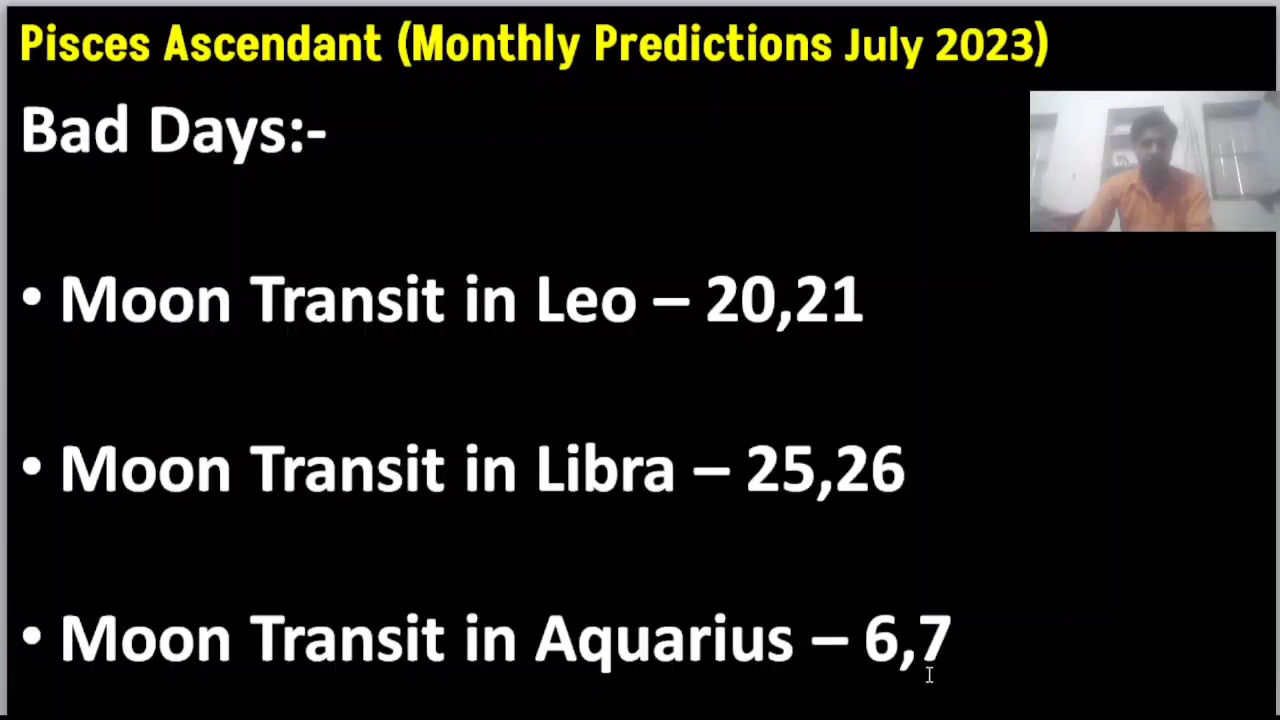 Pisces Ascendant (Monthly Predictions July 2023)
Bad Days:-
• Moon Transit in Leo – 20,21
• Moon Transit in Libra – 25,26
• Moon Transit in Aquarius – 6,7